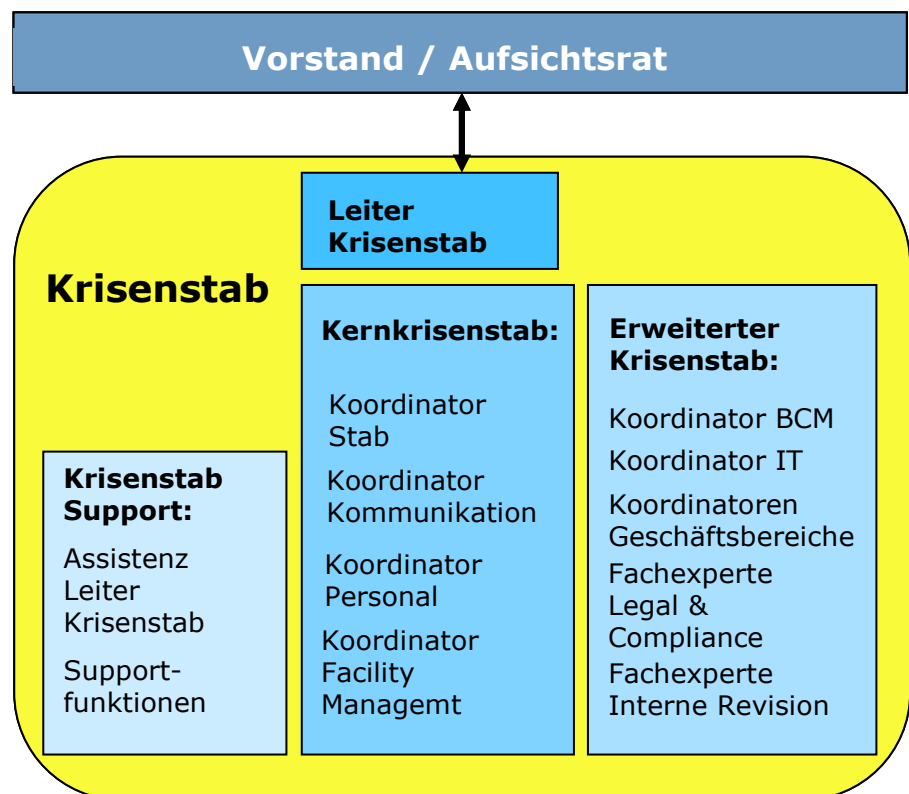 Vorstand / Aufsichtsrat
Leiter
Krisenstab
Krisenstab
Krisenstab
Support:
Assistenz
Leiter
Krisenstab
Support-
funktionen
Kernkrisenstab:
Koordinator
Stab
Koordinator
Kommunikation
Koordinator
Personal
Koordinator
Facility
Managemt
Erweiterter
Krisenstab:
Koordinator BCM
Koordinator IT
Koordinatoren
Geschäftsbereiche
Fachexperte
Legal &
Compliance
Fachexperte
Interne Revision